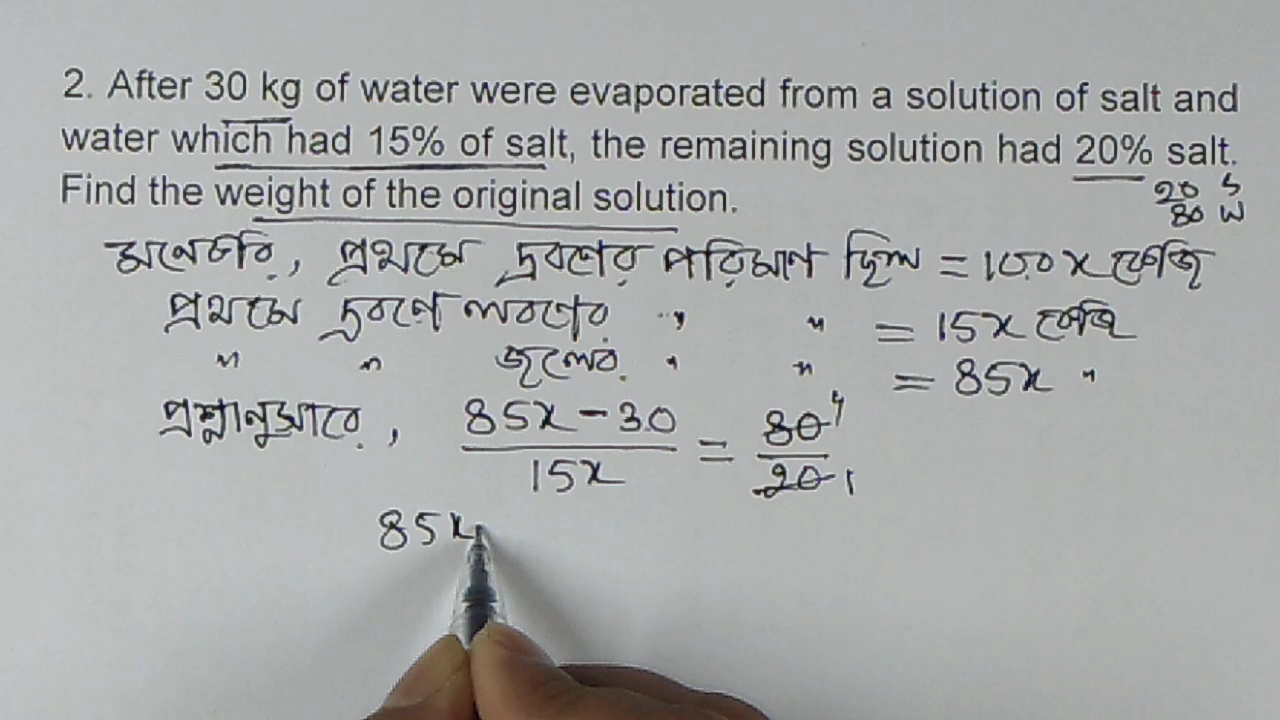 2. After 30 kg of water were evaporated from a solution of salt and
water which had 15% of salt, the remaining solution had 20% salt.
Find the weight of the original solution.
20 S
80 W
মনেকরি, প্রথমে দ্রবণের পরিমাণ ছিল = 100x কেজি
প্রথমে দ্রবণে লবণের " " = 15x কেজি
" " জলের " " = 85x "
প্রশ্নানুসারে, 85x - 30 / 15x = 80 4 / 20 1
85x